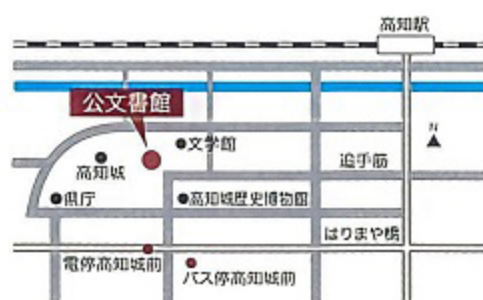 高知駅
公文書館
N
文学館
追手筋
高知城
県庁
高知城歴史博物館
はりまや橋
電停高知城前
バス停高知城前